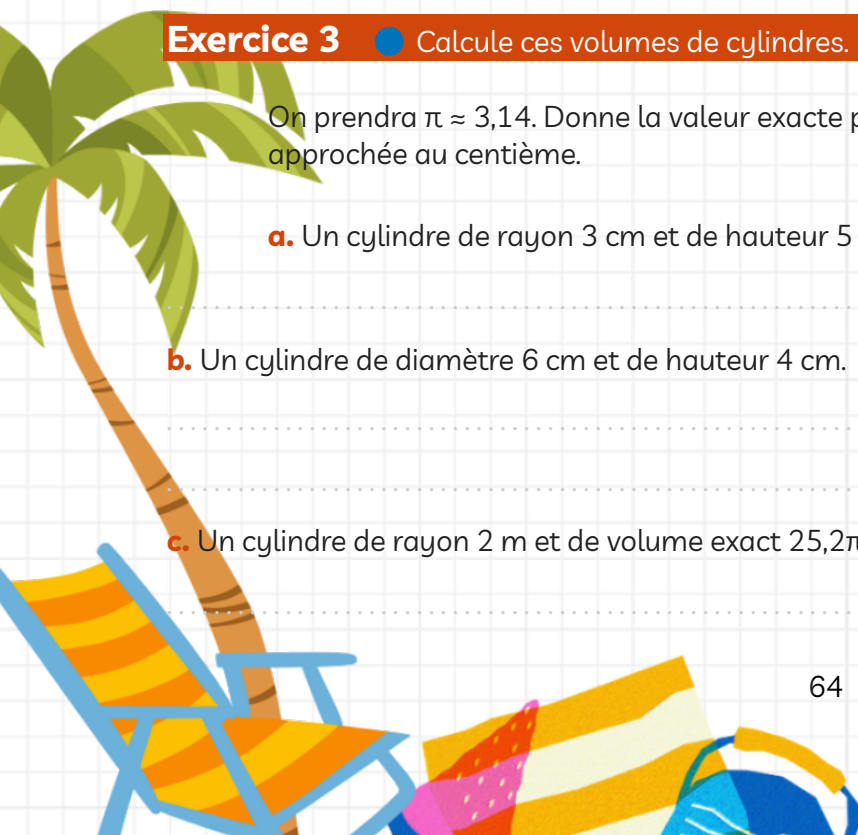 Exercice 3 Calcule ces volumes de cylindres.
On prendra π ≈ 3,14. Donne la valeur exacte p
approchée au centième.
a. Un cylindre de rayon 3 cm et de hauteur 5
b. Un cylindre de diamètre 6 cm et de hauteur 4 cm.
c. Un cylindre de rayon 2 m et de volume exact 25,2π
64